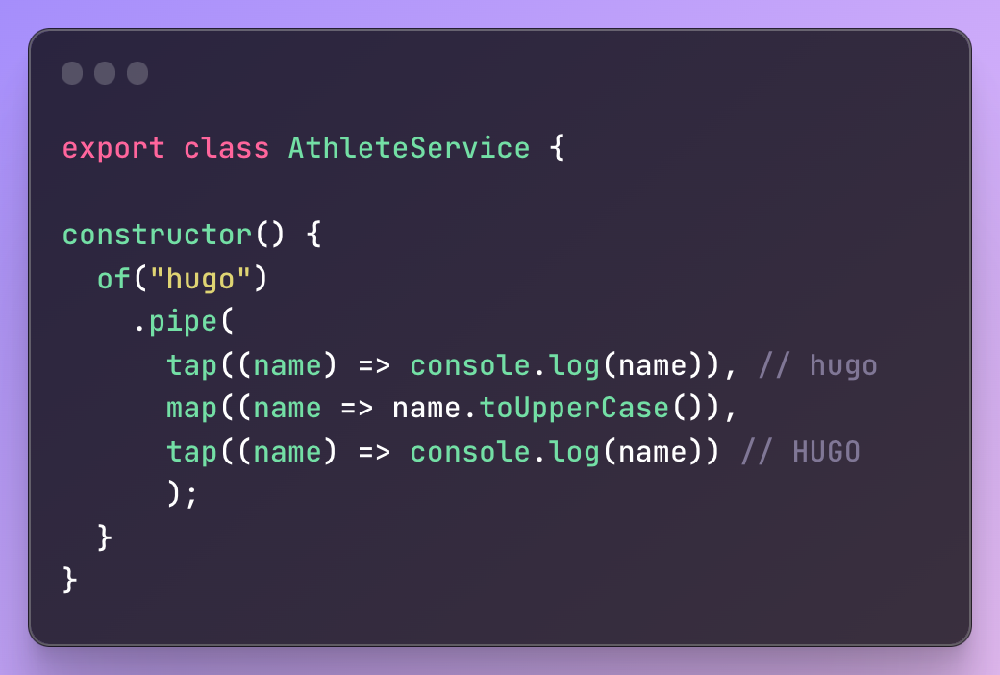 export class AthleteService {

constructor() {
  of("hugo")
    .pipe(
      tap((name) => console.log(name)), // hugo
      map((name => name.toUpperCase()),
      tap((name) => console.log(name)) // HUGO
      );
  }
}